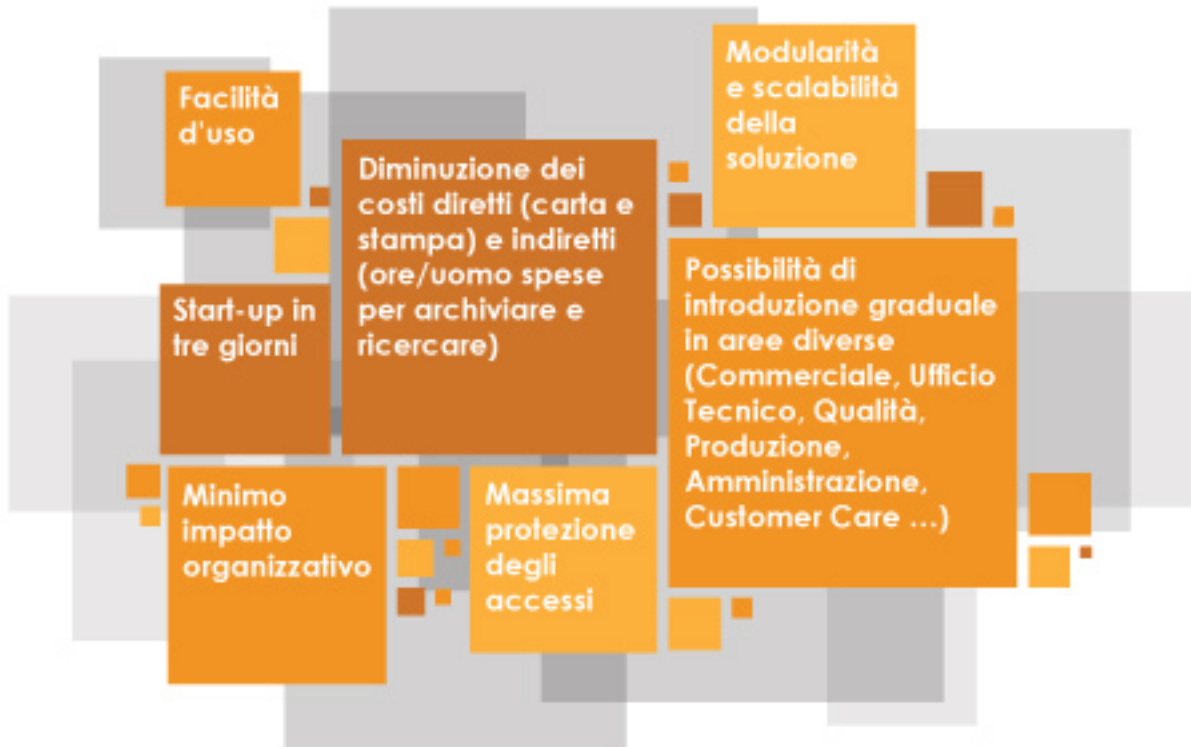 Facilità
d'uso
Diminuzione dei
costi diretti (carta e
stampa) e indiretti
(ore/uomo spese
per archiviare e
ricercare)
Modularità
e scalabilità
della
soluzione
Start-up in
tre giorni
Possibilità di
introduzione graduale
in aree diverse
(Commerciale, Ufficio
Tecnico, Qualità,
Produzione,
Amministrazione,
Customer Care ...)
Minimo
impatto
organizzativo
Massima
protezione
degli
accessi